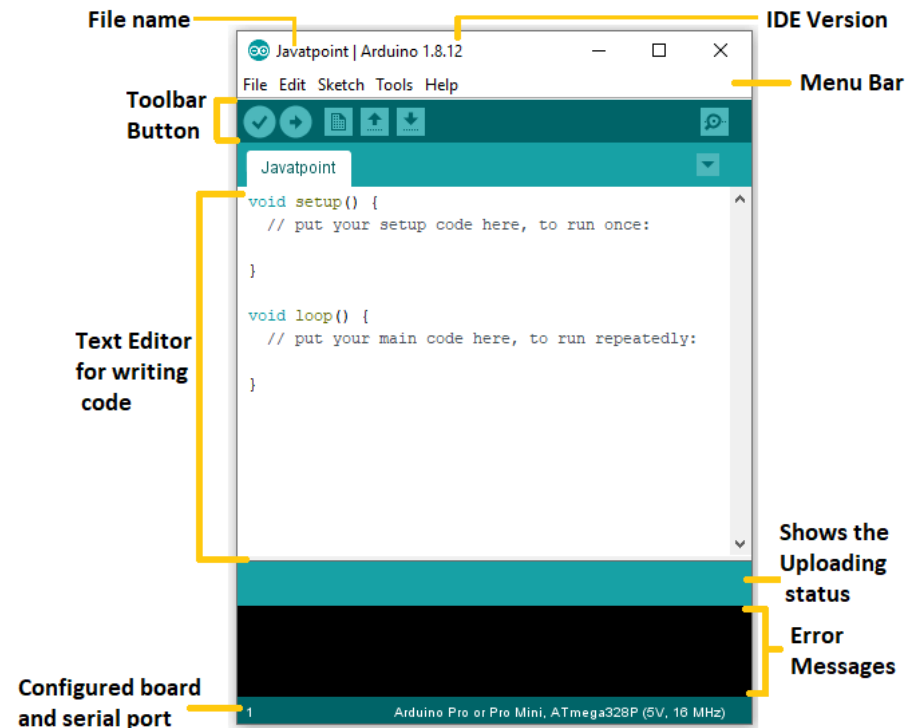 File name
IDE Version
Javatpoint | Arduino 1.8.12
File Edit Sketch Tools Help
Menu Bar
Toolbar
Button
Javatpoint
void setup() {
// put your setup code here, to run once:
}
void loop() {
// put your main code here, to run repeatedly:
}
Text Editor
for writing
code
Shows the
Uploading
status
Error
Messages
Configured board
and serial port
1
Arduino Pro or Pro Mini, ATmega328P (5V, 16 MHz)